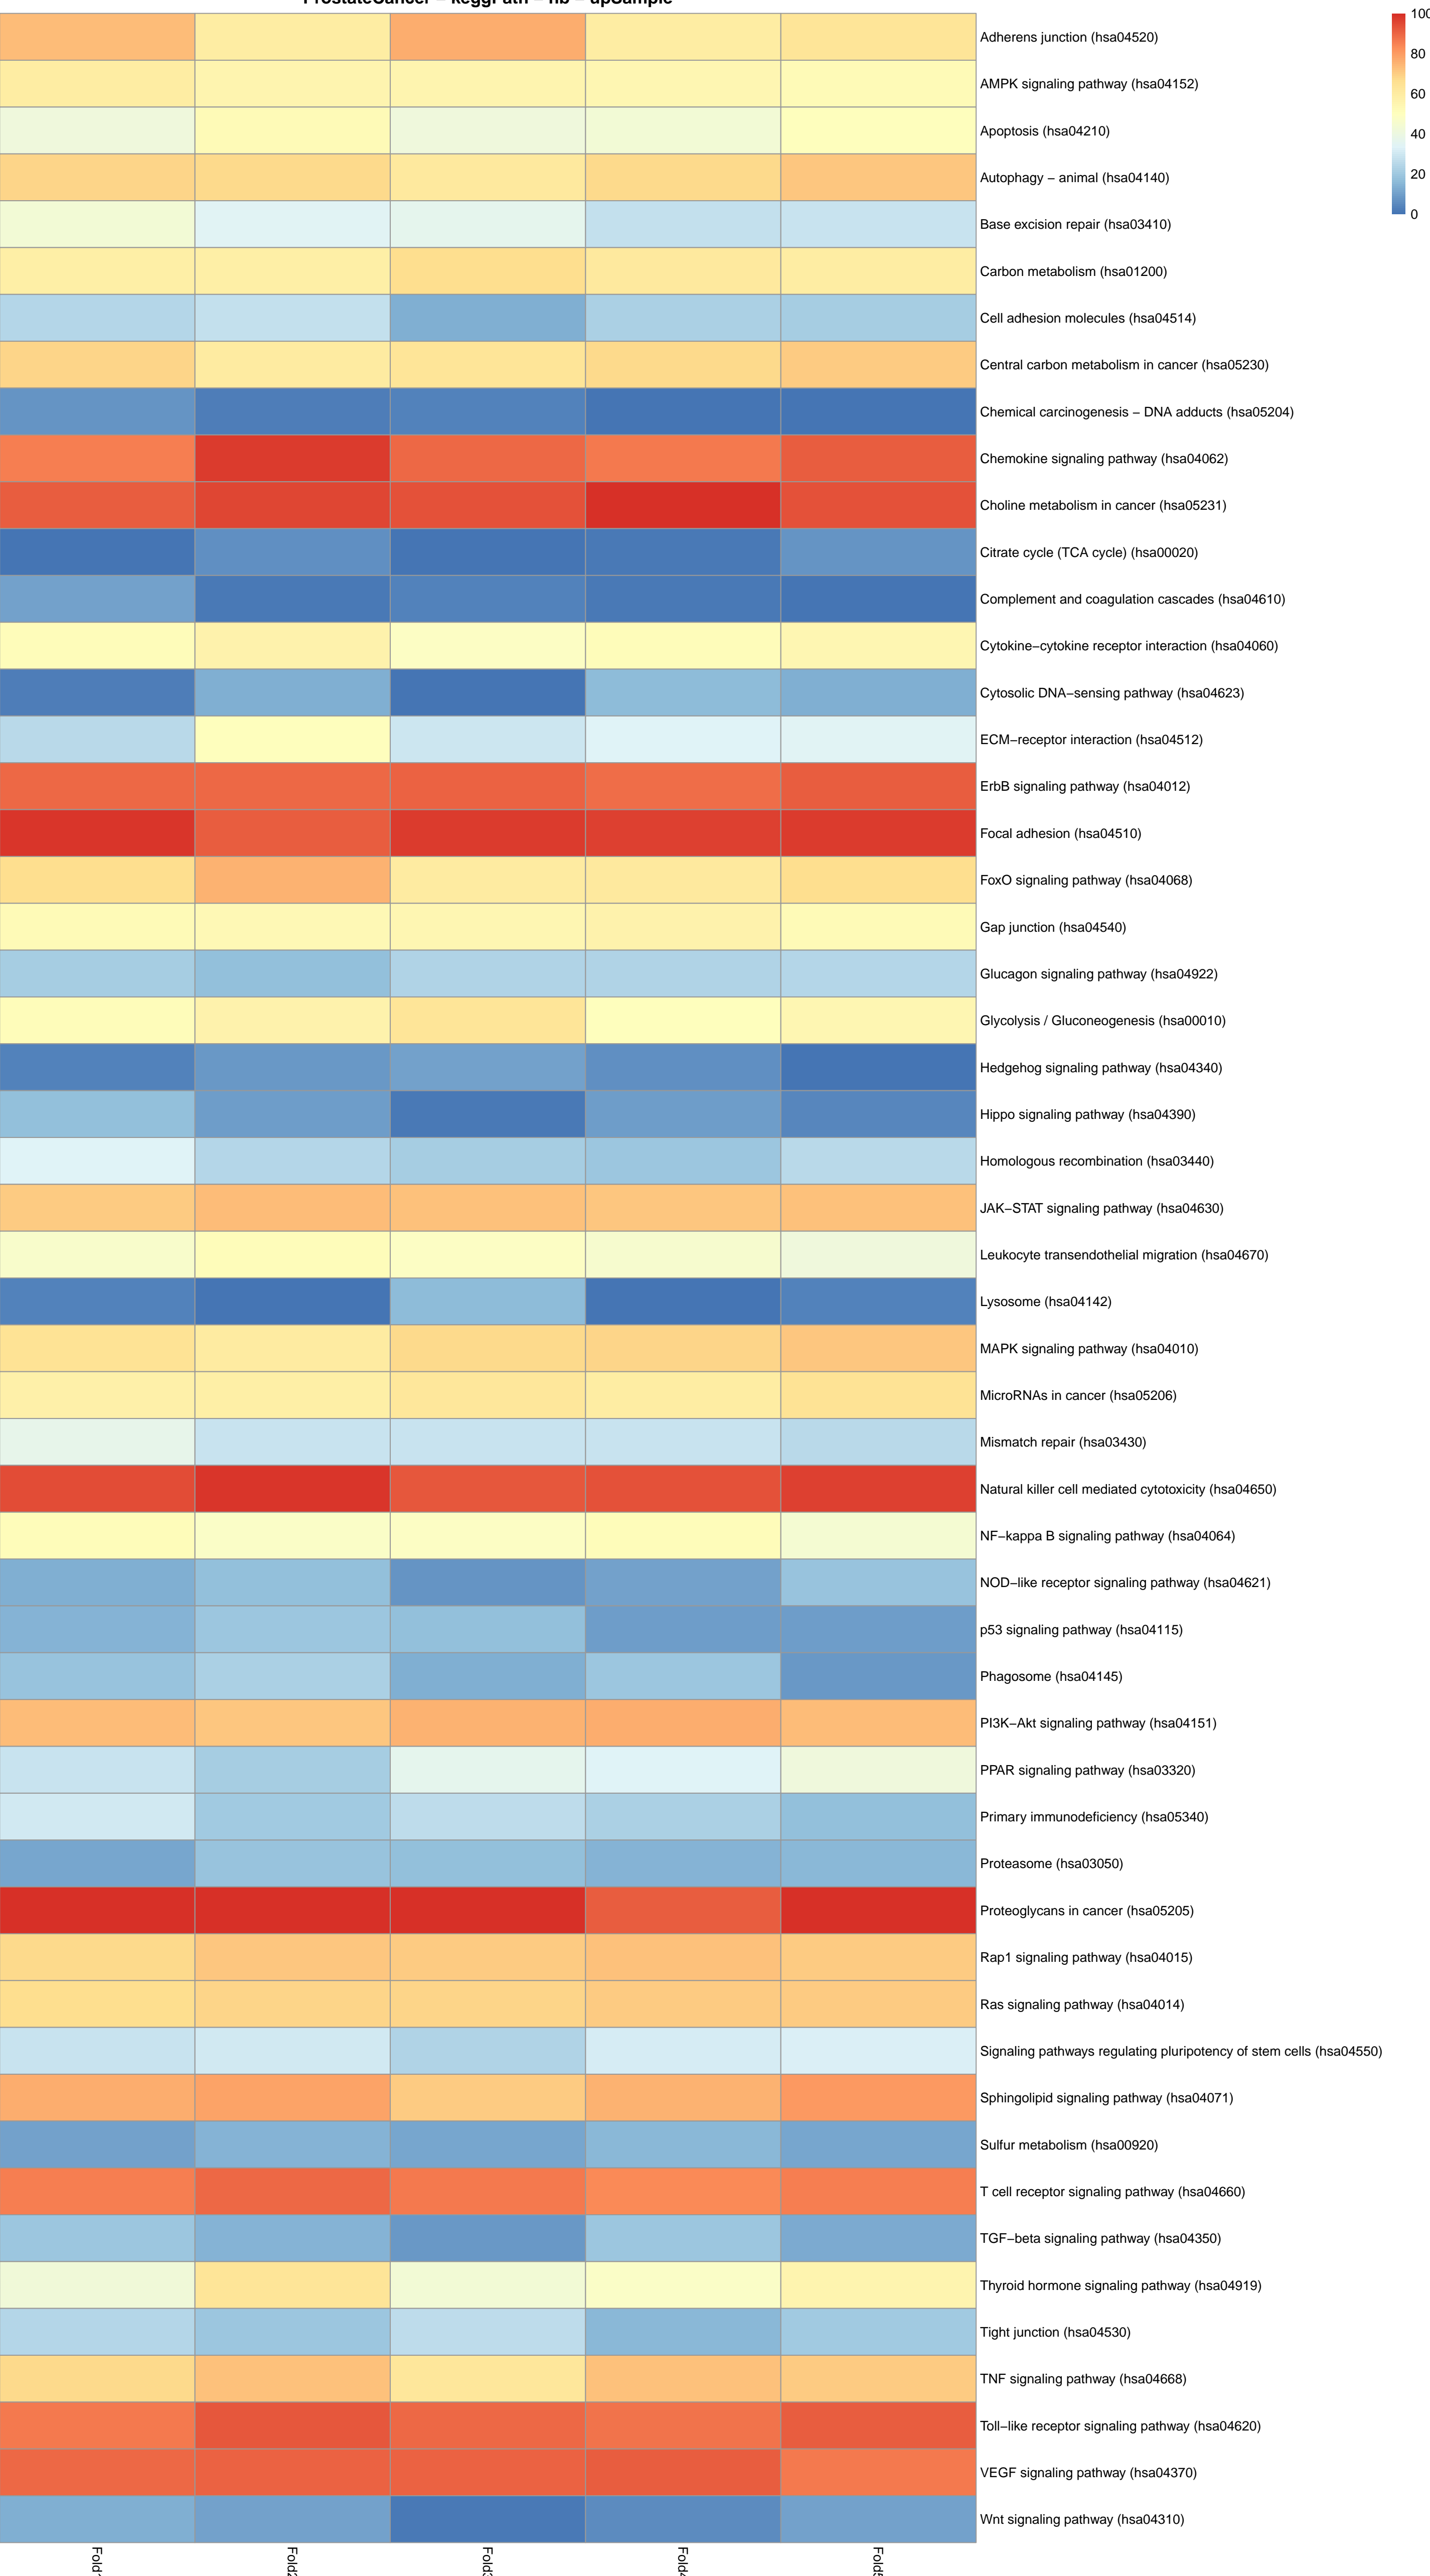 ProstateCancer – keggPath – nb – upSample
Adherens junction (hsa04520)
AMPK signaling pathway (hsa04152)
Apoptosis (hsa04210)
Autophagy – animal (hsa04140)
Base excision repair (hsa03410)
Carbon metabolism (hsa01200)
Cell adhesion molecules (hsa04514)
Central carbon metabolism in cancer (hsa05230)
Chemical carcinogenesis – DNA adducts (hsa05204)
Chemokine signaling pathway (hsa04062)
Choline metabolism in cancer (hsa05231)
Citrate cycle (TCA cycle) (hsa00020)
Complement and coagulation cascades (hsa04610)
Cytokine–cytokine receptor interaction (hsa04060)
Cytosolic DNA–sensing pathway (hsa04623)
ECM–receptor interaction (hsa04512)
ErbB signaling pathway (hsa04012)
Focal adhesion (hsa04510)
FoxO signaling pathway (hsa04068)
Gap junction (hsa04540)
Glucagon signaling pathway (hsa04922)
Glycolysis / Gluconeogenesis (hsa00010)
Hedgehog signaling pathway (hsa04340)
Hippo signaling pathway (hsa04390)
Homologous recombination (hsa03440)
JAK–STAT signaling pathway (hsa04630)
Leukocyte transendothelial migration (hsa04670)
Lysosome (hsa04142)
MAPK signaling pathway (hsa04010)
MicroRNAs in cancer (hsa05206)
Mismatch repair (hsa03430)
Natural killer cell mediated cytotoxicity (hsa04650)
NF–kappa B signaling pathway (hsa04064)
NOD–like receptor signaling pathway (hsa04621)
p53 signaling pathway (hsa04115)
Phagosome (hsa04145)
PI3K–Akt signaling pathway (hsa04151)
PPAR signaling pathway (hsa03320)
Primary immunodeficiency (hsa05340)
Proteasome (hsa03050)
Proteoglycans in cancer (hsa05205)
Rap1 signaling pathway (hsa04015)
Ras signaling pathway (hsa04014)
Signaling pathways regulating pluripotency of stem cells (hsa04550)
Sphingolipid signaling pathway (hsa04071)
Sulfur metabolism (hsa00920)
T cell receptor signaling pathway (hsa04660)
TGF–beta signaling pathway (hsa04350)
Thyroid hormone signaling pathway (hsa04919)
Tight junction (hsa04530)
TNF signaling pathway (hsa04668)
Toll–like receptor signaling pathway (hsa04620)
VEGF signaling pathway (hsa04370)
Wnt signaling pathway (hsa04310)
Fold1
Fold2
Fold3
Fold4
Fold5
100
80
60
40
20
0